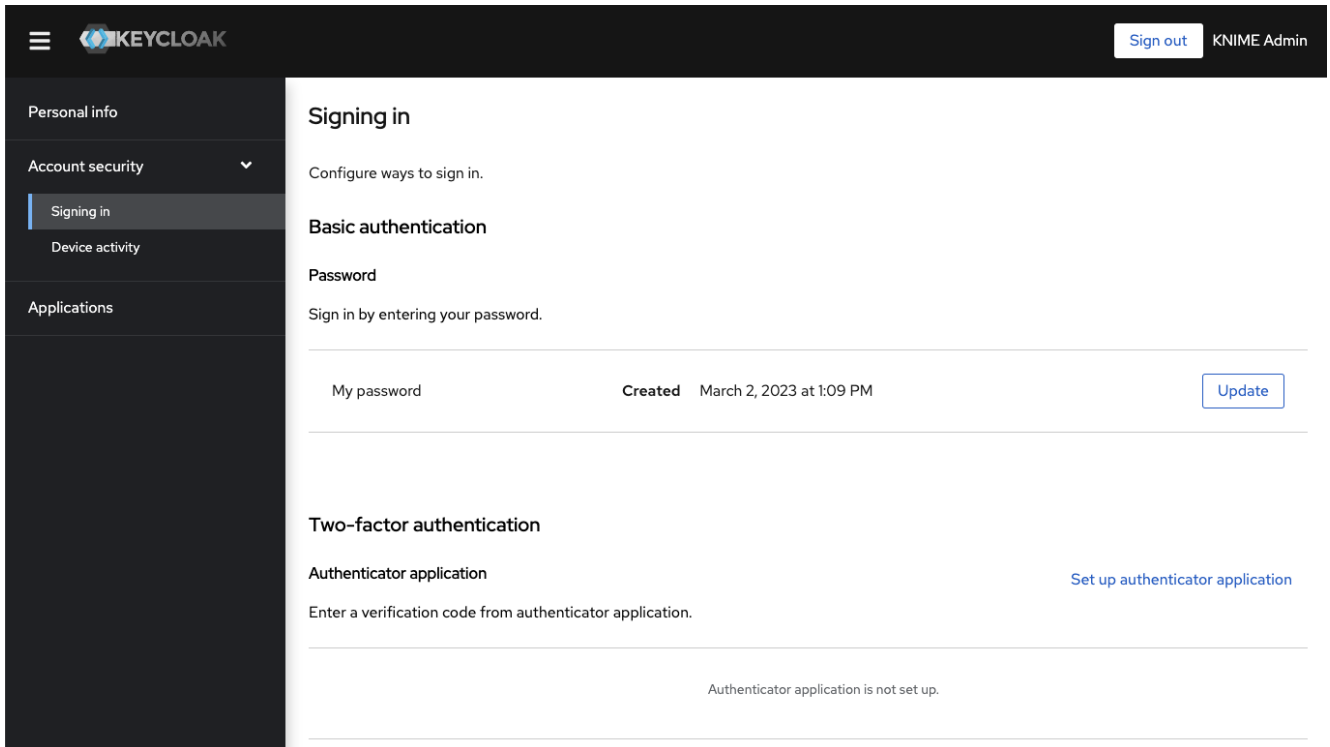 KEYCLOAK
Sign out
KNIME Admin
Personal info
Account security
Signing in
Device activity
Applications
Signing in
Configure ways to sign in.
Basic authentication
Password
Sign in by entering your password.
My password Created March 2, 2023 at 1:09 PM Update
Two-factor authentication
Authenticator application
Set up authenticator application
Enter a verification code from authenticator application.
Authenticator application is not set up.